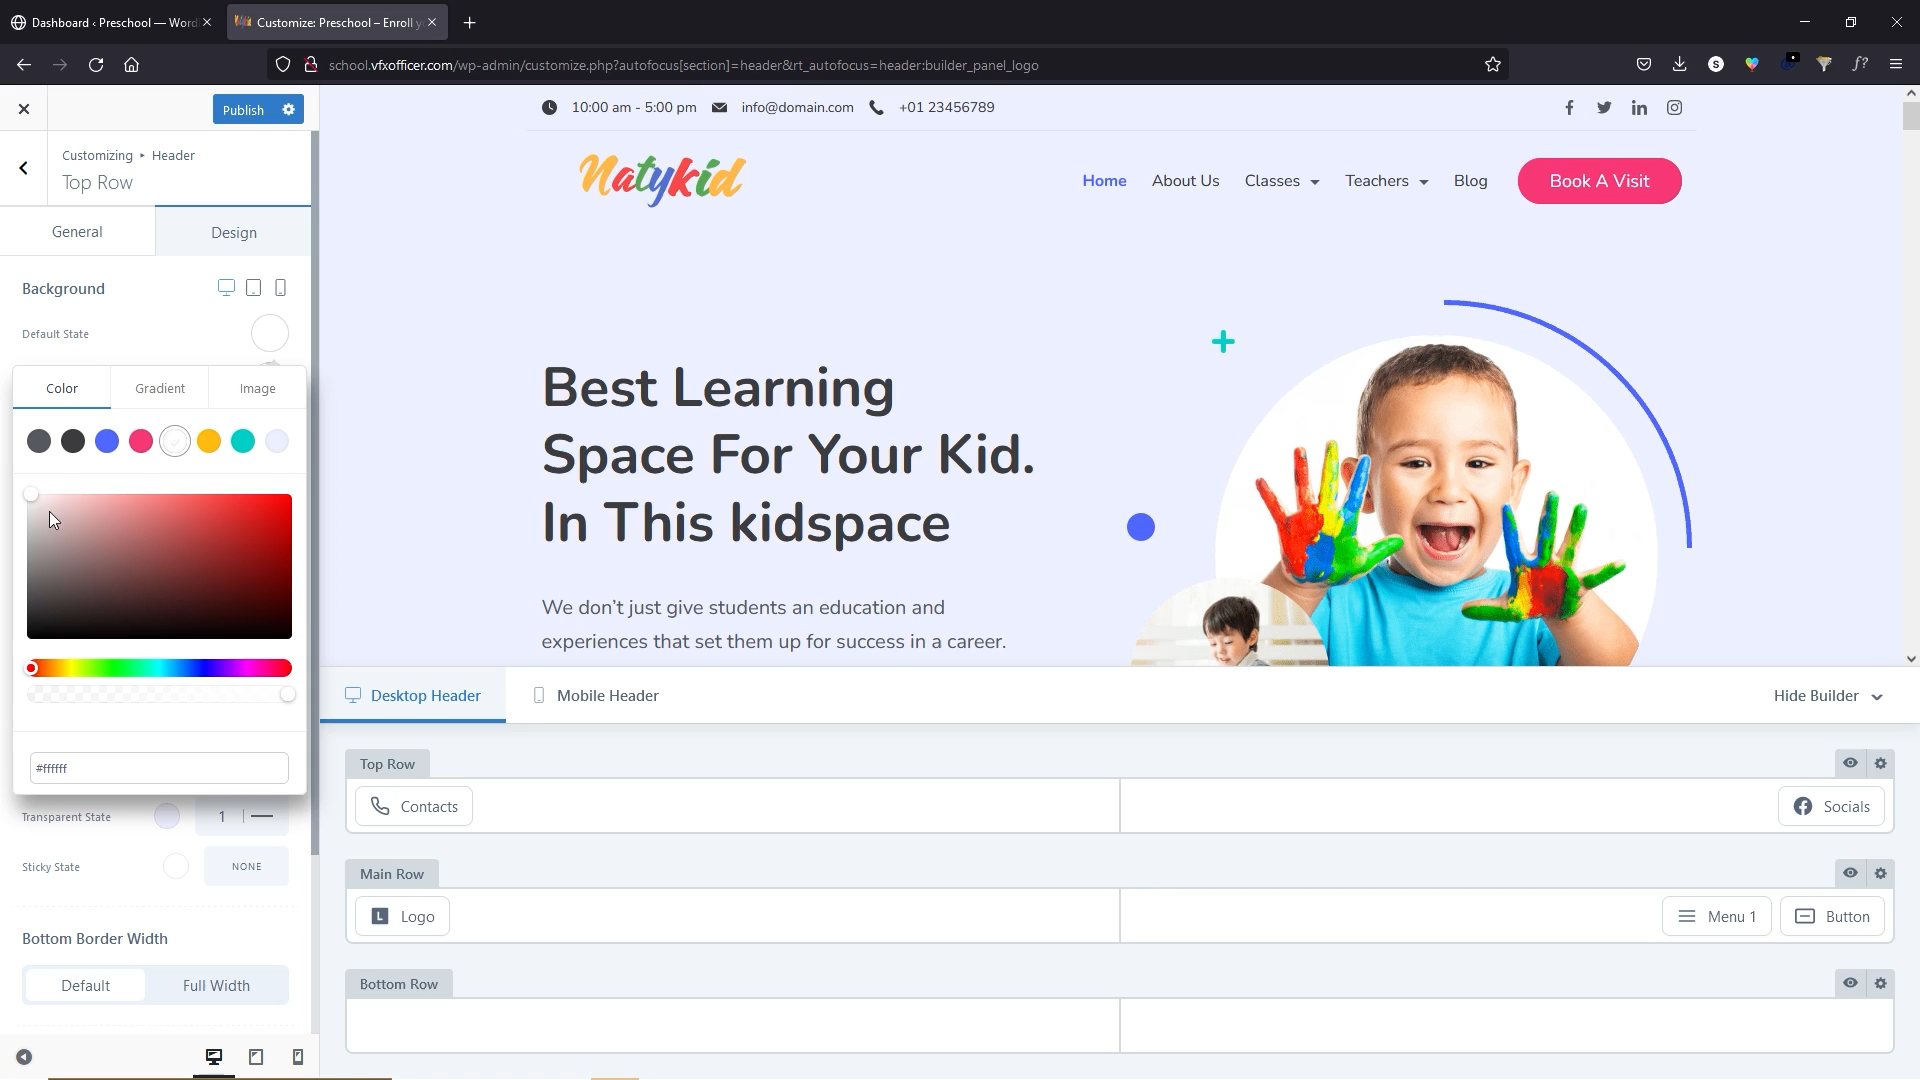 Dashboard ‹ Preschool — Word
Customize: Preschool – Enroll y
school.vfxofficer.com/wp-admin/customize.php?autofocus[section]=header&rt_autofocus=header:builder_panel_logo
S
f?
Publish
Customizing ▸ Header
Top Row
General
Design
Background
Default State
Color
Gradient
Image
#ffffff
Transparent State
1
Sticky State
NONE
Bottom Border Width
Default
Full Width
10:00 am - 5:00 pm
info@domain.com
+01 23456789
Natykid
Home
About Us
Classes
Teachers
Blog
Book A Visit
Best Learning
Space For Your Kid.
In This kidspace
We don't just give students an education and
experiences that set them up for success in a career.
Desktop Header
Mobile Header
Hide Builder
Top Row
Contacts
Socials
Main Row
L Logo
Menu 1
Button
Bottom Row